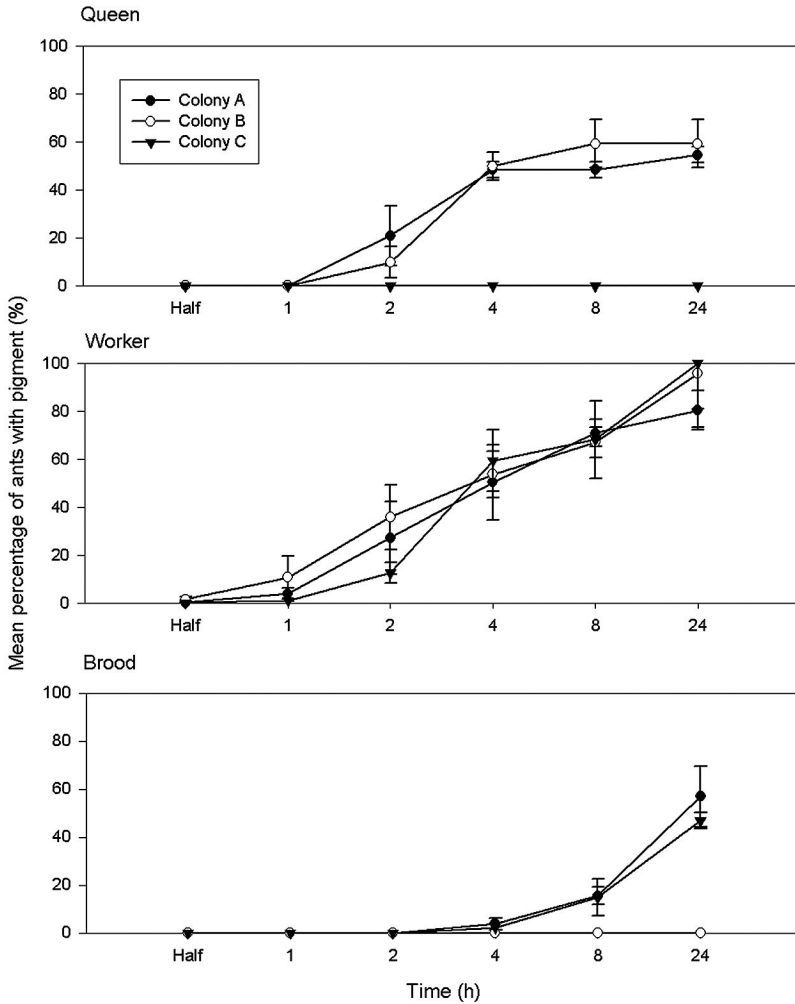 Queen
100
80
60
40
20
0
Colony A
Colony B
Colony C
Half 1 2 4 8 24
Worker
100
80
60
40
20
0
Half 1 2 4 8 24
Brood
100
80
60
40
20
0
Half 1 2 4 8 24
Time (h)
Mean percentage of ants with pigment (%)